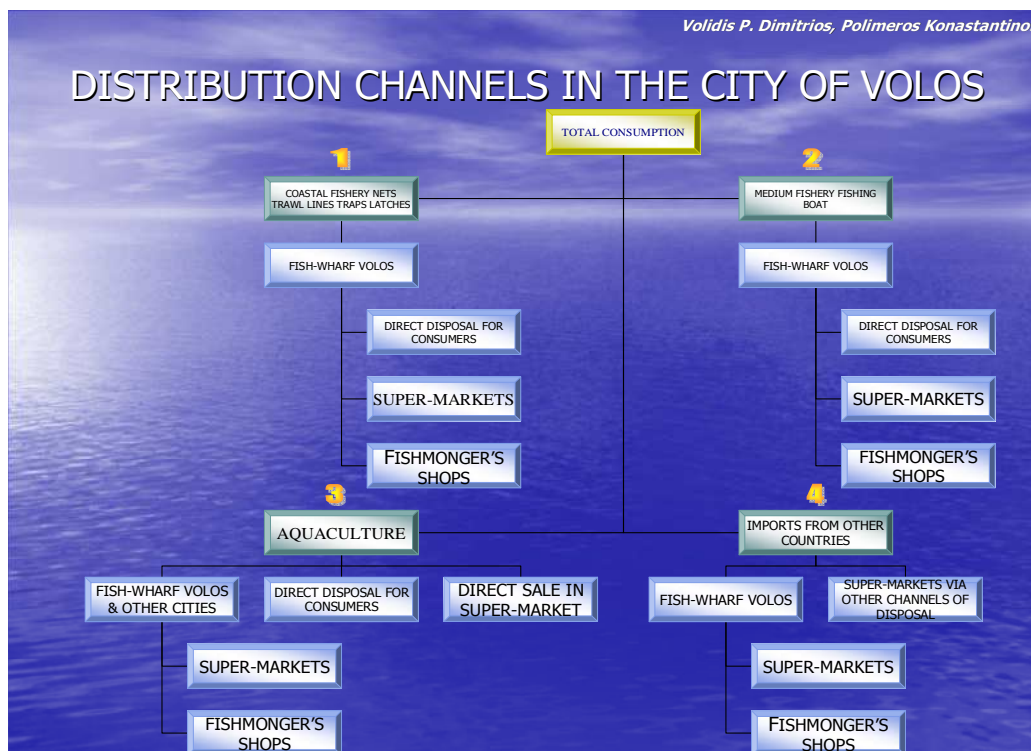 Volidis P. Dimitrios, Polimeros Konastantino
DISTRIBUTION CHANNELS IN THE CITY OF VOLOS
TOTAL CONSUMPTION
1
COASTAL FISHERY NETS
TRAWL LINES TRAPS LATCHES
FISH-WHARF VOLOS
DIRECT DISPOSAL FOR
CONSUMERS
SUPER-MARKETS
FISHMONGER'S
SHOPS
2
MEDIUM FISHERY FISHING
BOAT
FISH-WHARF VOLOS
DIRECT DISPOSAL FOR
CONSUMERS
SUPER-MARKETS
FISHMONGER'S
SHOPS
3
AQUACULTURE
FISH-WHARF VOLOS
& OTHER CITIES
DIRECT DISPOSAL FOR
CONSUMERS
DIRECT SALE IN
SUPER-MARKET
SUPER-MARKETS
FISHMONGER'S
SHOPS
4
IMPORTS FROM OTHER
COUNTRIES
FISH-WHARF VOLOS
SUPER-MARKETS VIA
OTHER CHANNELS OF
DISPOSAL
SUPER-MARKETS
FISHMONGER'S
SHOPS